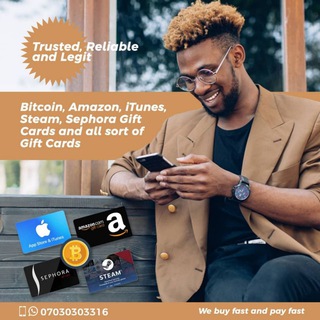 Trusted, Reliable
and Legit
Bitcoin, Amazon, iTunes,
Steam, Sephora Gift
Cards and all sort of
Gift Cards
App Store & iTunes
amazon.com
a
SEPHORA
STEAM
07030303316
We buy fast and pay fast